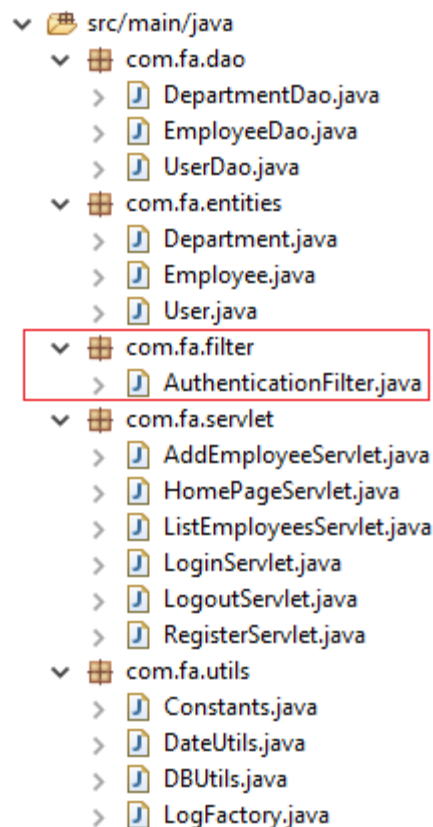 src/main/java
com.fa.dao
DepartmentDao.java
EmployeeDao.java
UserDao.java
com.fa.entities
Department.java
Employee.java
User.java
com.fa.filter
AuthenticationFilter.java
com.fa.servlet
AddEmployeeServlet.java
HomePageServlet.java
ListEmployeesServlet.java
LoginServlet.java
LogoutServlet.java
RegisterServlet.java
com.fa.utils
Constants.java
DateUtils.java
DBUtils.java
LogFactory.java